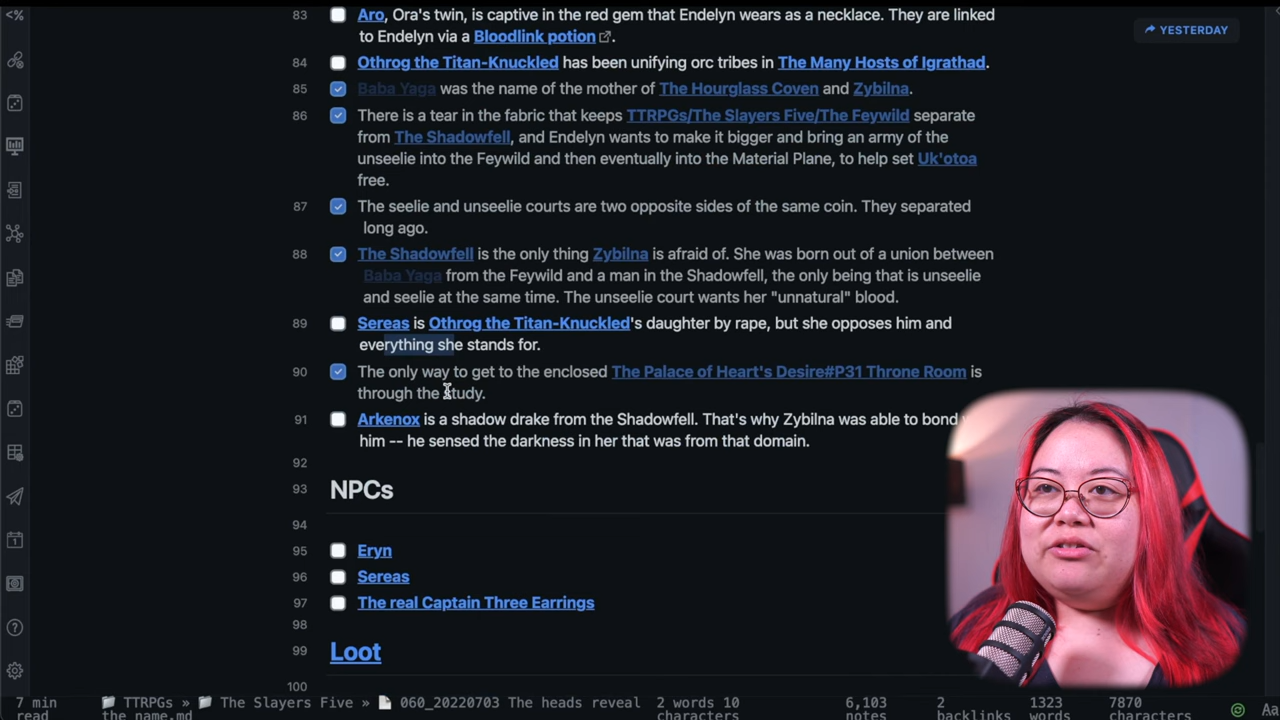 83 Aro, Ora's twin, is captive in the red gem that Endelyn wears as a necklace. They are linked
to Endelyn via a Bloodlink potion.
YESTERDAY
84 Othrog the Titan-Knuckled has been unifying orc tribes in The Many Hosts of Igrathad.
85 Baba Yaga was the name of the mother of The Hourglass Coven and Zybilna.
86 There is a tear in the fabric that keeps TTRPGs/The Slayers Five/The Feywild separate
from The Shadowfell, and Endelyn wants to make it bigger and bring an army of the
unseelie into the Feywild and then eventually into the Material Plane, to help set Uk'otoa
free.
87 The seelie and unseelie courts are two opposite sides of the same coin. They separated
long ago.
88 The Shadowfell is the only thing Zybilna is afraid of. She was born out of a union between
Baba Yaga from the Feywild and a man in the Shadowfell, the only being that is unseelie
and seelie at the same time. The unseelie court wants her "unnatural" blood.
89 Sereas is Othrog the Titan-Knuckled's daughter by rape, but she opposes him and
everything she stands for.
90 The only way to get to the enclosed The Palace of Heart's Desire#P31 Throne Room is
through the study.
91 Arkenox is a shadow drake from the Shadowfell. That's why Zybilna was able to bond
him -- he sensed the darkness in her that was from that domain.
92
93 NPCs
94
95 Eryn
96 Sereas
97 The real Captain Three Earrings
98
99 Loot
100
7 min read TTRPGs » The Slayers Five » 060_20220703 The heads reveal the name.md 2 words 10 characters 6,103 notes 2 backlinks 1323 words 7870 characters Aa